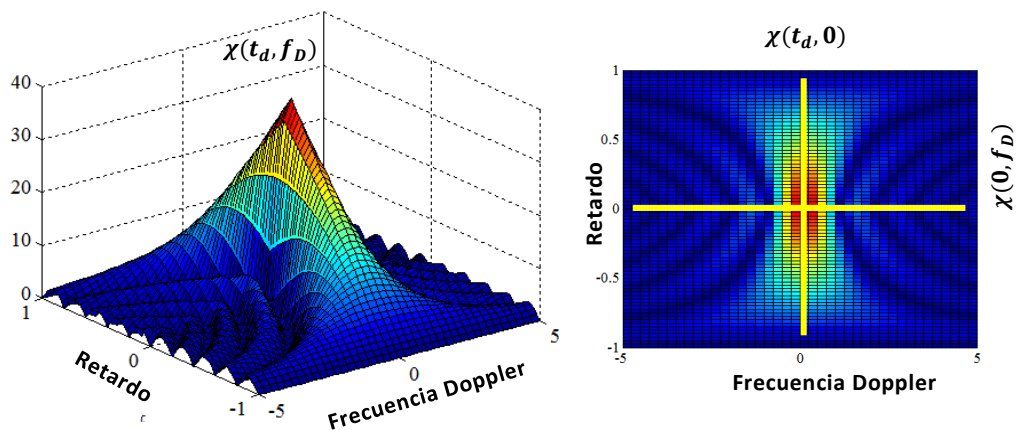 χ(t_d, f_D)
40
30
20
10
0
1
0
-1
Retardo
-5
0
5
Frecuencia Doppler
χ(t_d, 0)
1
0.5
0
-0.5
-1
Retardo
-5
0
5
Frecuencia Doppler
χ(0, f_D)